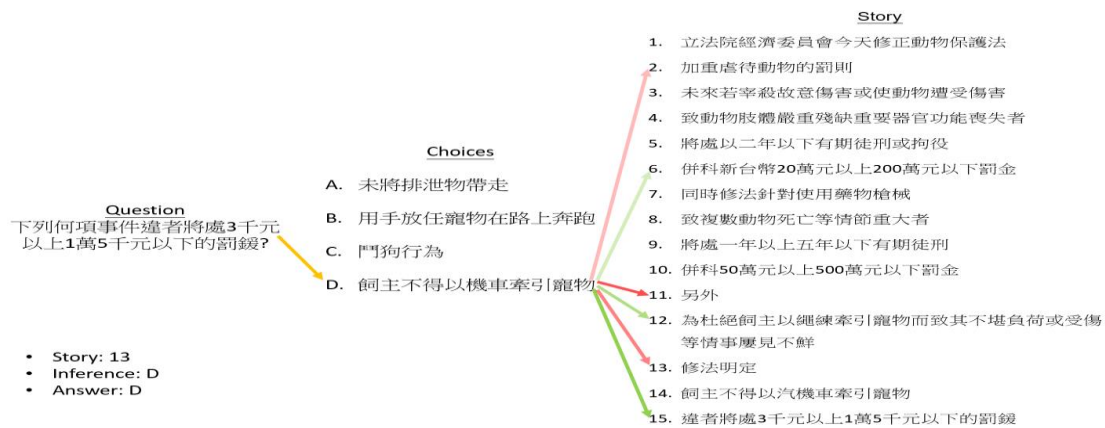 Story
1. 立法院經濟委員會今天修正動物保護法
2. 加重虐待動物的罰則
3. 未來若宰殺故意傷害或使動物遭受傷害
4. 致動物肢體嚴重殘缺重要器官功能喪失者
5. 將處以二年以下有期徒刑或拘役
6. 併科新台幣20萬元以上200萬元以下罰金
7. 同時修法針對使用藥物槍械
8. 致複數動物死亡等情節重大者
9. 將處一年以上五年以下有期徒刑
10. 併科50萬元以上500萬元以下罰金
11. 另外
12. 為杜絕飼主以繩練牽引寵物而致其不堪負荷或受傷
等情事屢見不鮮
13. 修法明定
14. 飼主不得以汽機車牽引寵物
15. 違者將處3千元以上1萬5千元以下的罰鍰
Choices
A. 未將排泄物帶走
B. 用手放任寵物在路上奔跑
C. 鬥狗行為
D. 飼主不得以機車牽引寵物
Question
下列何項事件違者將處3千元
以上1萬5千元以下的罰鍰?
• Story: 13
• Inference: D
• Answer: D